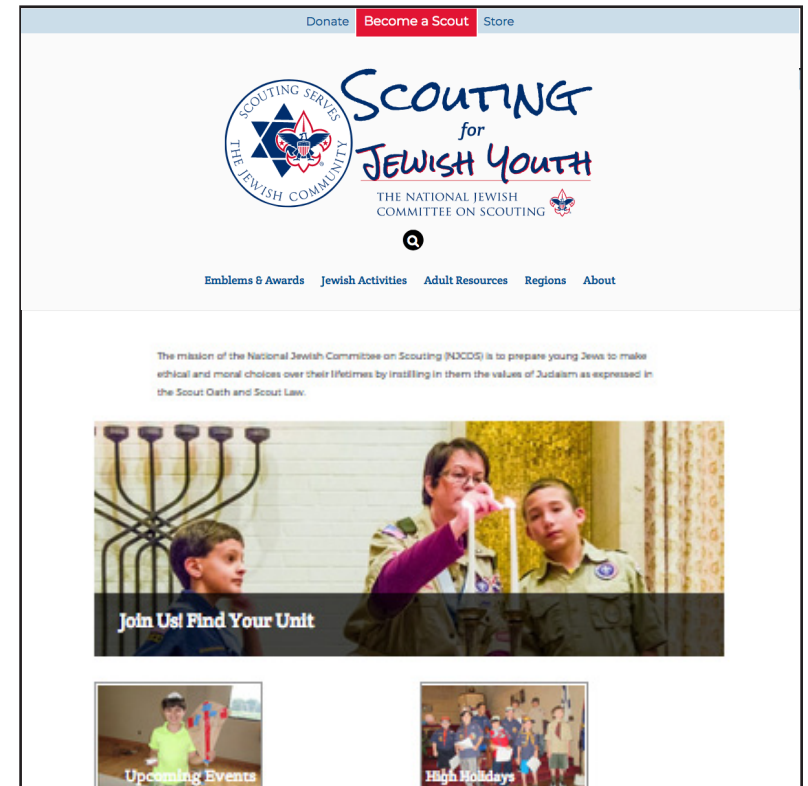 Donate Become a Scout Store
SCOUTING SERVES
THE JEWISH COMMUNITY
SCOUTING
for
JEWISH YOUTH
THE NATIONAL JEWISH
COMMITTEE ON SCOUTING
Emblems & Awards Jewish Activities Adult Resources Regions About
The mission of the National Jewish Committee on Scouting (NJCOS) is to prepare young Jews to make
ethical and moral choices over their lifetimes by instilling in them the values of Judaism as expressed in
the Scout Oath and Scout Law.
Join Us! Find Your Unit
Upcoming Events
High Holidays